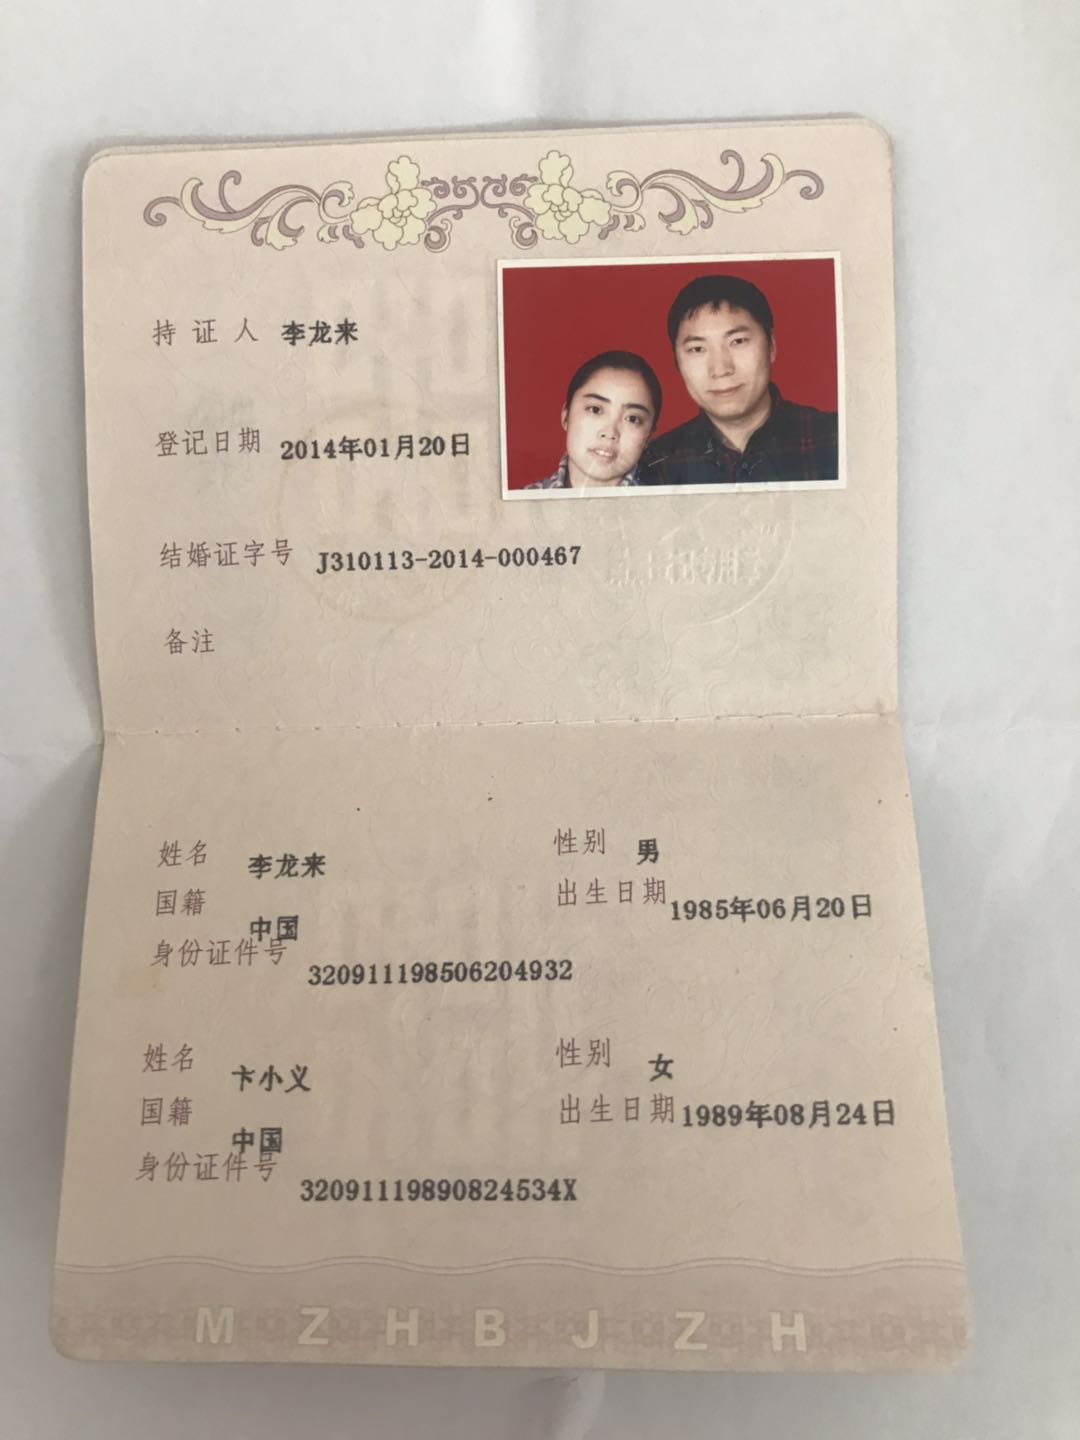 持证人 李龙来
登记日期 2014年01月20日
结婚证字号 J310113-2014-000467
备注
姓名 李龙来 性别 男
国籍 中国 出生日期 1985年06月20日
身份证件号 320911198506204932
姓名 卞小义 性别 女
国籍 中国 出生日期 1989年08月24日
身份证件号 32091119890824534X
MZHBJZH